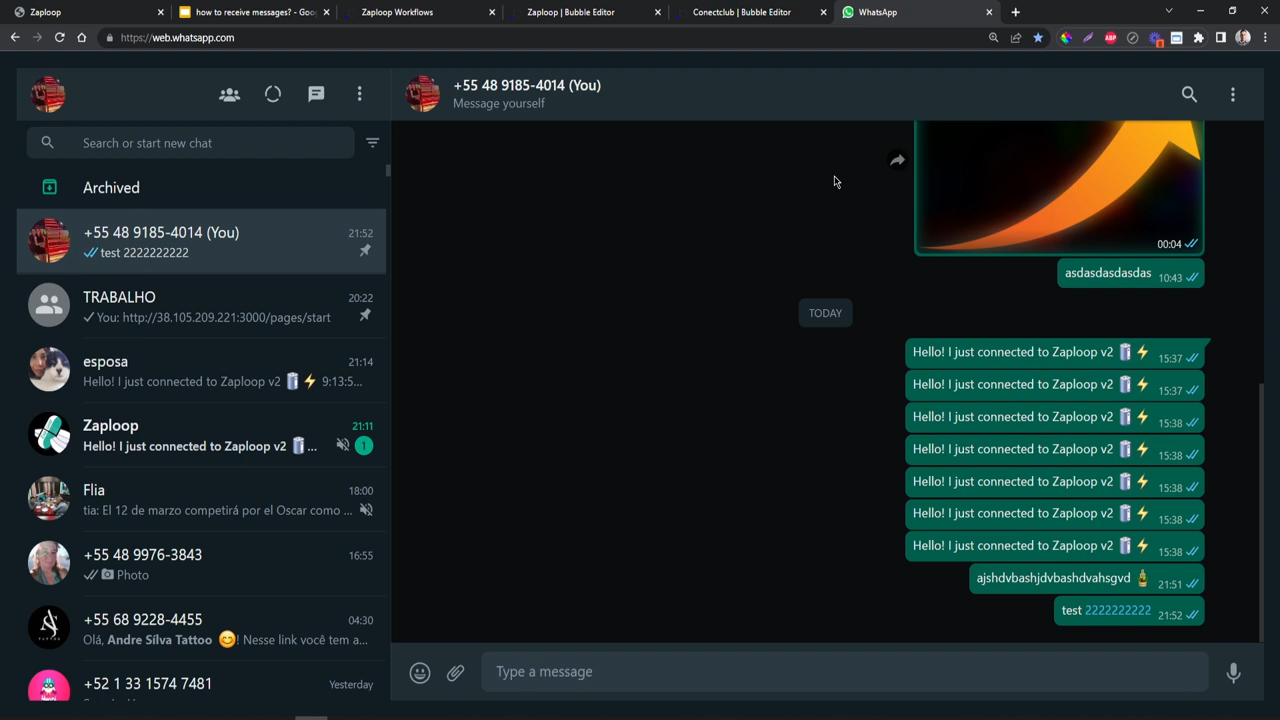 Zaploop
how to receive messages? - Goo
Zaploop Workflows
Zaploop | Bubble Editor
Conectclub | Bubble Editor
WhatsApp
https://web.whatsapp.com
ABP
+55 48 9185-4014 (You)
Message yourself
Search or start new chat
Archived
+55 48 9185-4014 (You)
21:52
test 2222222222
TRABALHO
20:22
You: http://38.105.209.221:3000/pages/start
esposa
21:14
Hello! I just connected to Zaploop v2 🥫⚡ 9:13:5...
Zaploop
21:11
Hello! I just connected to Zaploop v2 🥫...
1
Flia
18:00
tia: El 12 de marzo competirá por el Oscar como ...
+55 48 9976-3843
16:55
Photo
+55 68 9228-4455
04:30
Olá, Andre Sílva Tattoo 😊! Nesse link você tem a...
+52 1 33 1574 7481
Yesterday
00:04
asdasdasdasdas 10:43
TODAY
Hello! I just connected to Zaploop v2 🥫⚡ 15:37
Hello! I just connected to Zaploop v2 🥫⚡ 15:37
Hello! I just connected to Zaploop v2 🥫⚡ 15:38
Hello! I just connected to Zaploop v2 🥫⚡ 15:38
Hello! I just connected to Zaploop v2 🥫⚡ 15:38
Hello! I just connected to Zaploop v2 🥫⚡ 15:38
Hello! I just connected to Zaploop v2 🥫⚡ 15:38
ajshdvbashjdvbashdvahsgvd 21:51
test 2222222222 21:52
Type a message